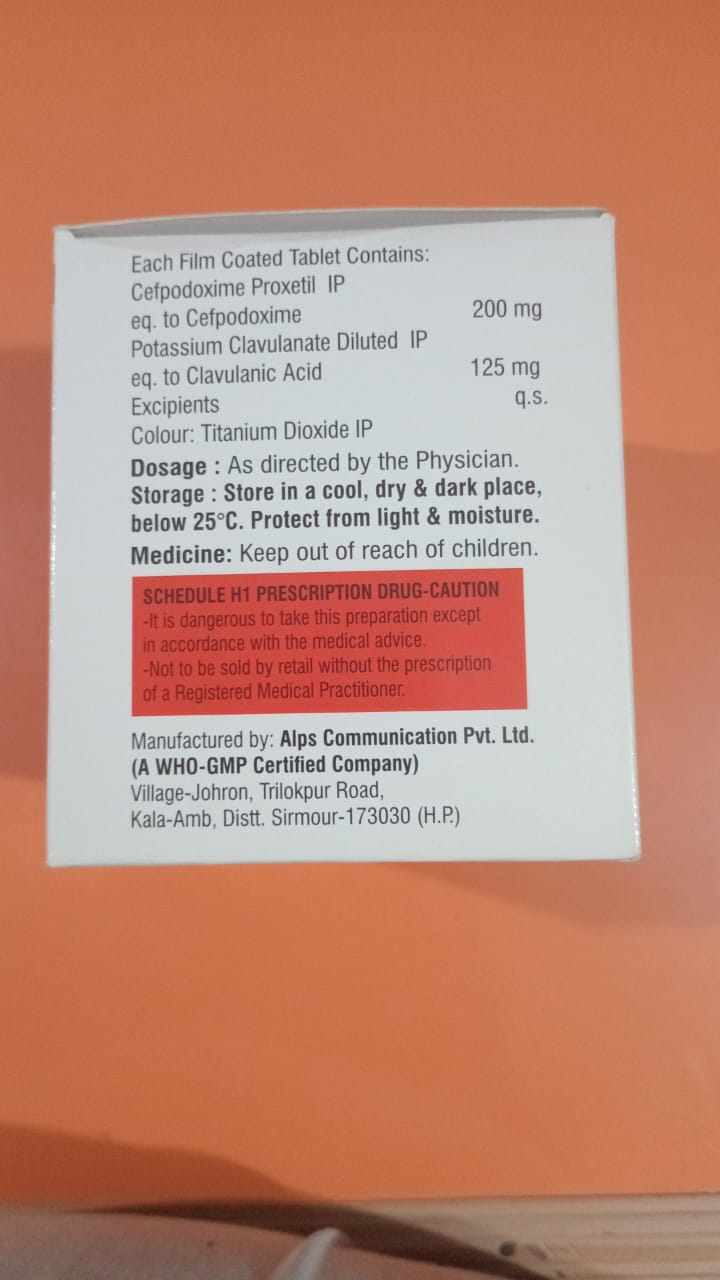 Each Film Coated Tablet Contains:
Cefpodoxime Proxetil IP
eq. to Cefpodoxime 200 mg
Potassium Clavulanate Diluted IP
eq. to Clavulanic Acid 125 mg
Excipients q.s.
Colour: Titanium Dioxide IP
Dosage : As directed by the Physician.
Storage : Store in a cool, dry & dark place,
below 25°C. Protect from light & moisture.
Medicine: Keep out of reach of children.
SCHEDULE H1 PRESCRIPTION DRUG-CAUTION
-It is dangerous to take this preparation except
in accordance with the medical advice.
-Not to be sold by retail without the prescription
of a Registered Medical Practitioner.
Manufactured by: Alps Communication Pvt. Ltd.
(A WHO-GMP Certified Company)
Village-Johron, Trilokpur Road,
Kala-Amb, Distt. Sirmour-173030 (H.P.)